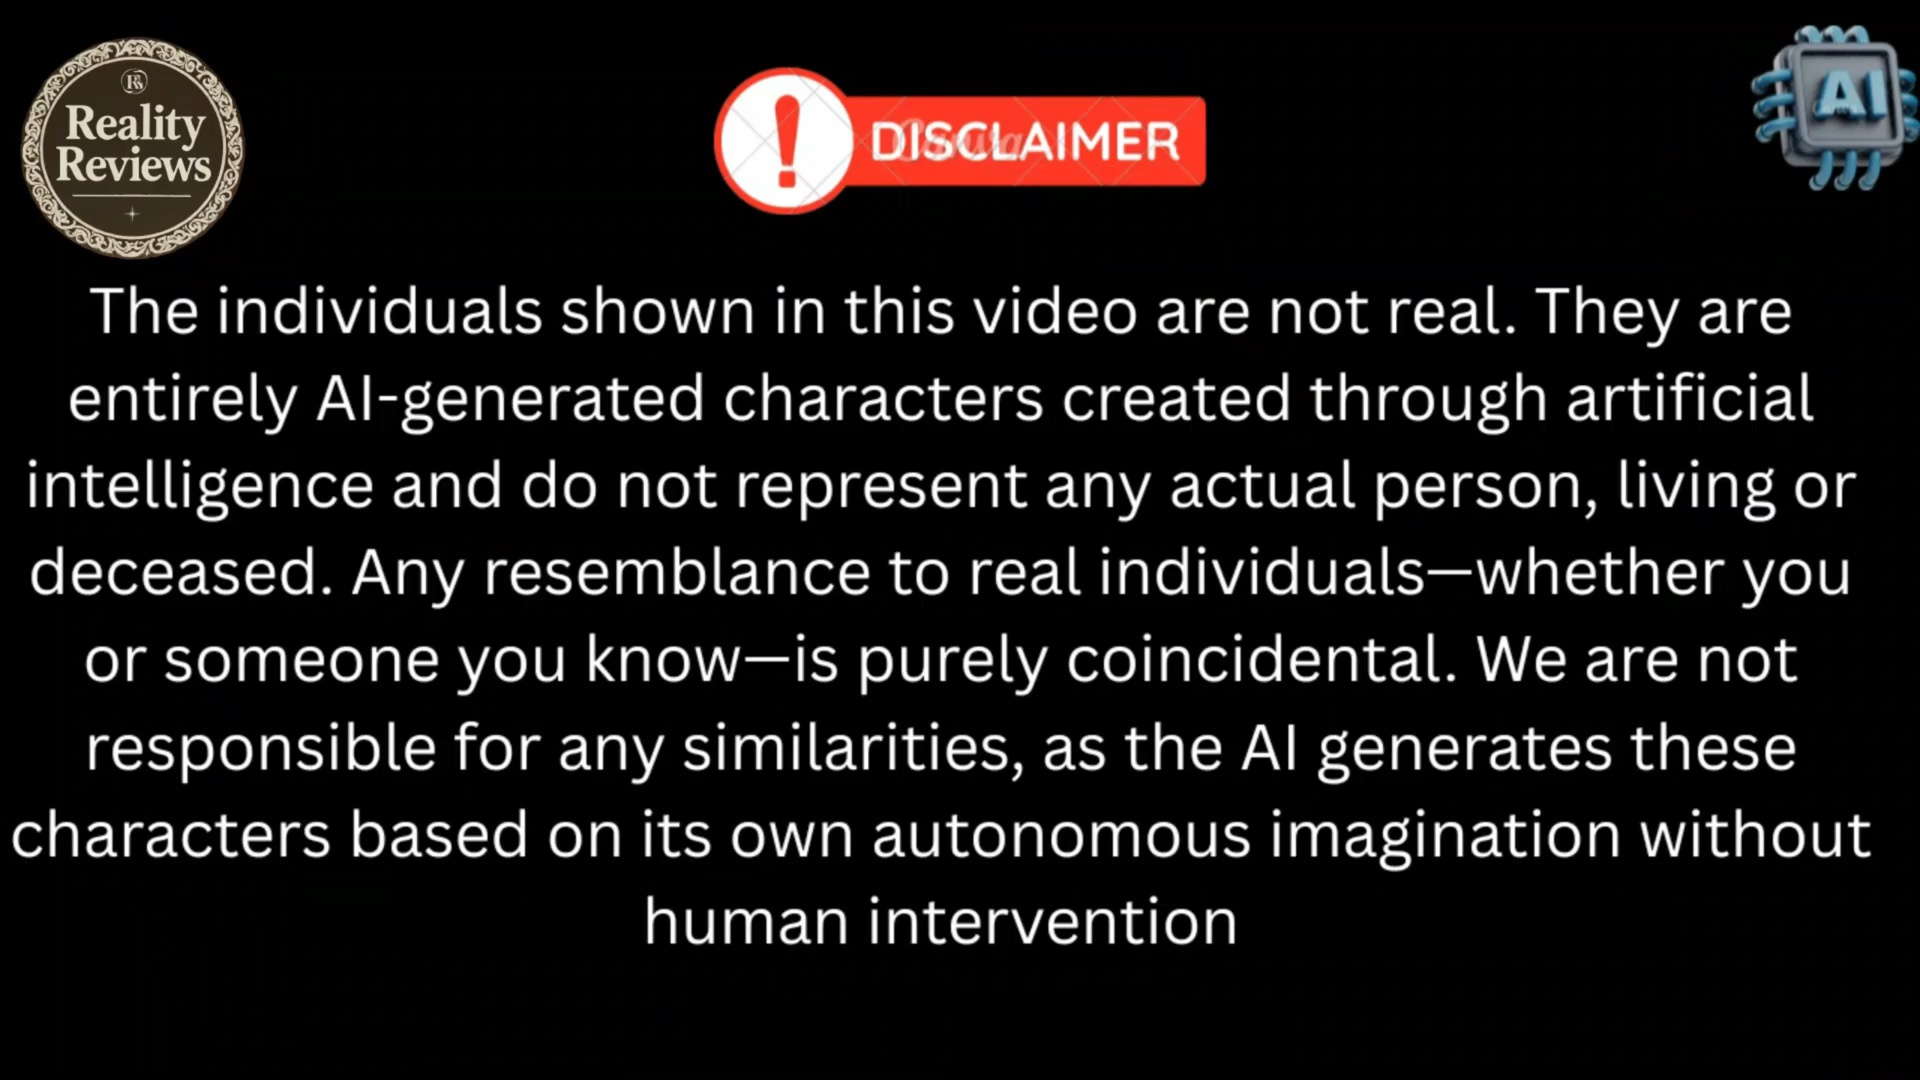 Reality
Reviews
DISCLAIMER
Canva
AI
The individuals shown in this video are not real. They are
entirely AI-generated characters created through artificial
intelligence and do not represent any actual person, living or
deceased. Any resemblance to real individuals—whether you
or someone you know—is purely coincidental. We are not
responsible for any similarities, as the AI generates these
characters based on its own autonomous imagination without
human intervention